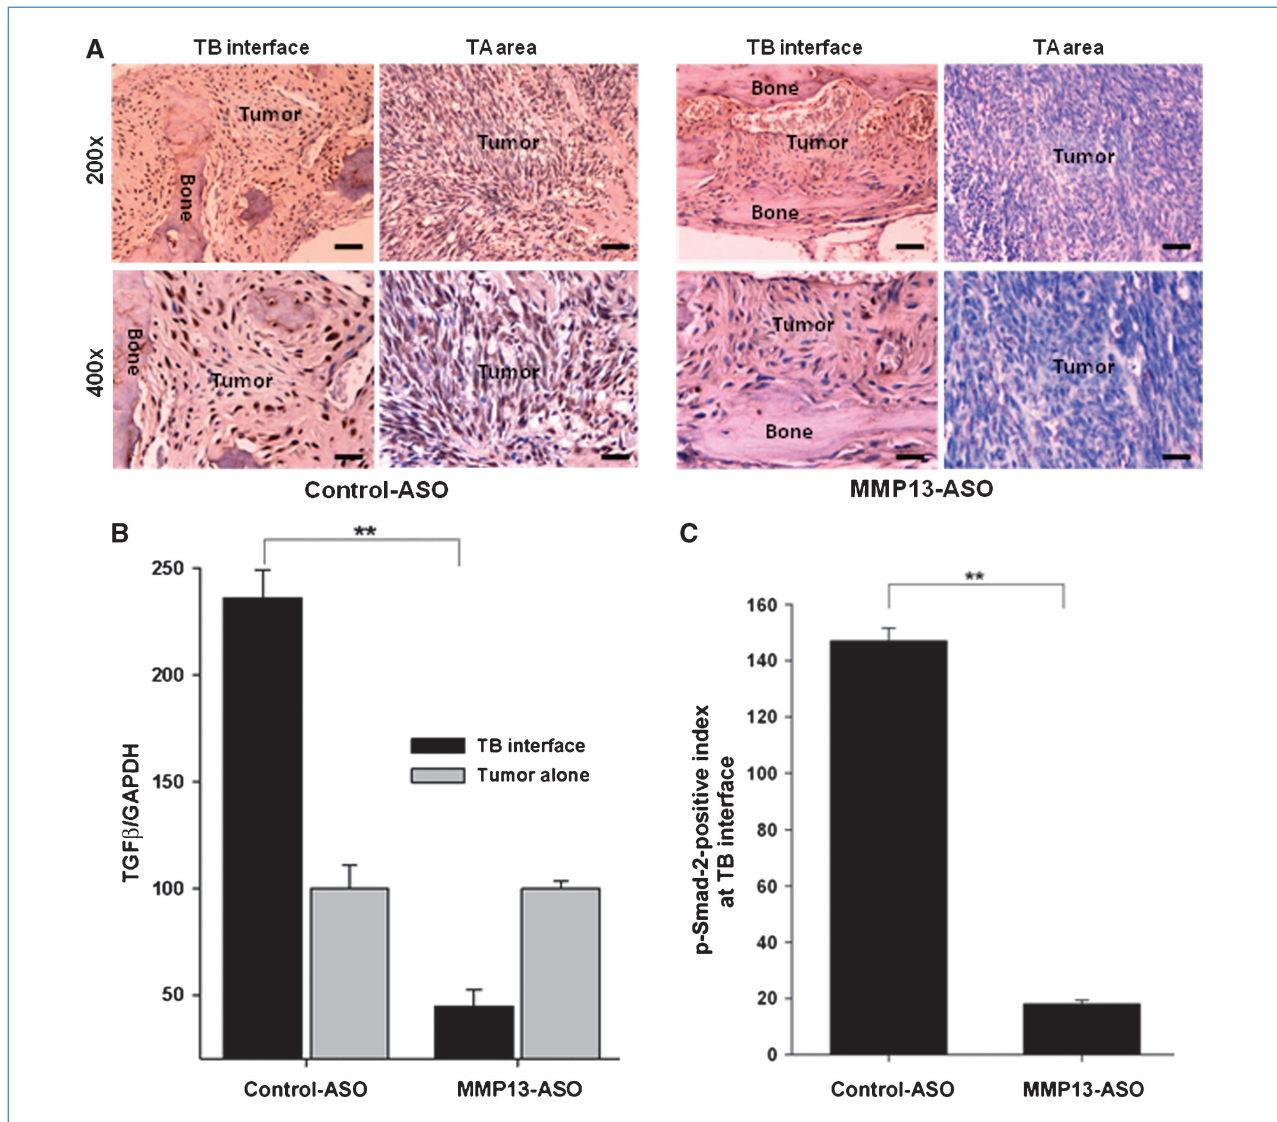 A
TB interface
TA area
TB interface
TA area
200x
Tumor
Bone
Tumor
Bone
Tumor
Bone
Tumor
400x
Bone
Tumor
Tumor
Tumor
Bone
Tumor
Control-ASO
MMP13-ASO
B
**
250
200
150
100
50
TGFβ/GAPDH
TB interface
Tumor alone
Control-ASO
MMP13-ASO
C
**
160
140
120
100
80
60
40
20
0
p-Smad-2-positive index
at TB interface
Control-ASO
MMP13-ASO